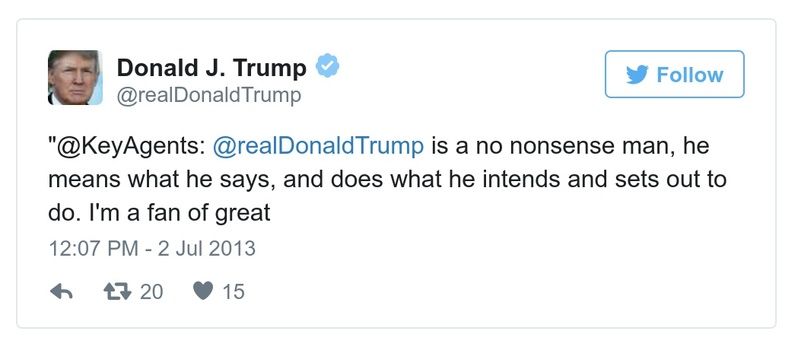 Donald J. Trump
@realDonaldTrump
Follow
"@KeyAgents: @realDonaldTrump is a no nonsense man, he
means what he says, and does what he intends and sets out to
do. I'm a fan of great
12:07 PM - 2 Jul 2013
20 15